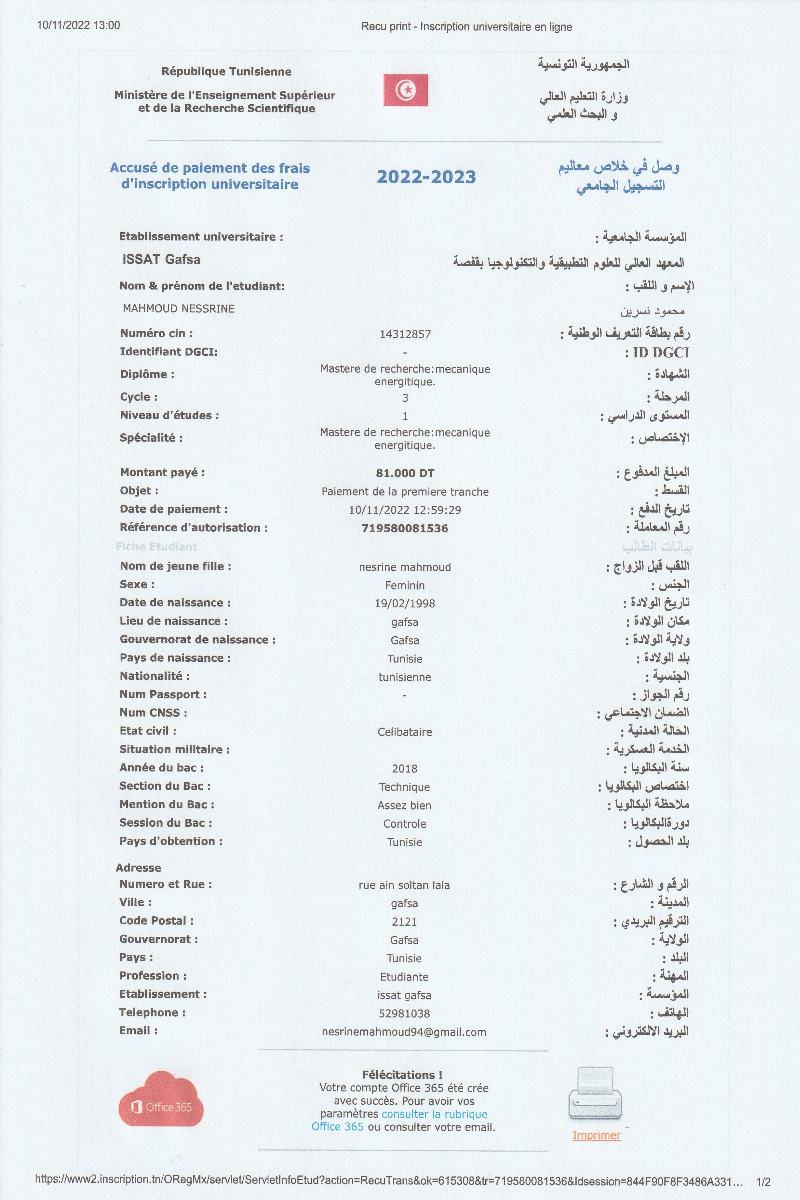 10/11/2022 13:00
Recu print - Inscription universitaire en ligne
République Tunisienne
الجمهورية التونسية
Ministère de l'Enseignement Supérieur
et de la Recherche Scientifique
وزارة التعليم العالي
و البحث العلمي
Accusé de paiement des frais
d'inscription universitaire
2022-2023
وصل في خلاص معاليم
التسجيل الجامعي
Etablissement universitaire :
المؤسسة الجامعية :
ISSAT Gafsa
المعهد العالي للعلوم التطبيقية والتكنولوجيا بقفصة
Nom & prénom de l'etudiant:
الإسم و اللقب :
MAHMOUD NESSRINE
محمود نسرين
Numéro cin : 14312857 رقم بطاقة التعريف الوطنية :
Identifiant DGCI: - ID DGCI :
Diplôme : Mastere de recherche:mecanique
energitique. الشهادة :
Cycle : 3 المرحلة :
Niveau d'études : 1 المستوى الدراسي :
Spécialité : Mastere de recherche:mecanique
energitique. الإختصاص :
Montant payé : 81.000 DT المبلغ المدفوع :
Objet : Paiement de la premiere tranche القسط :
Date de paiement : 10/11/2022 12:59:29 تاريخ الدفع :
Référence d'autorisation : 719580081536 رقم المعاملة :
Fiche Etudiant بيانات الطالب
Nom de jeune fille : nesrine mahmoud اللقب قبل الزواج :
Sexe : Feminin الجنس :
Date de naissance : 19/02/1998 تاريخ الولادة :
Lieu de naissance : gafsa مكان الولادة :
Gouvernorat de naissance : Gafsa ولاية الولادة :
Pays de naissance : Tunisie بلد الولادة :
Nationalité : tunisienne الجنسية :
Num Passport : - رقم الجواز :
Num CNSS : الضمان الاجتماعي :
Etat civil : Celibataire الحالة المدنية :
Situation militaire : الخدمة العسكرية :
Année du bac : 2018 سنة البكالويا :
Section du Bac : Technique اختصاص البكالويا :
Mention du Bac : Assez bien ملاحظة البكالويا :
Session du Bac : Controle دورةالبكالويا :
Pays d'obtention : Tunisie بلد الحصول :
Adresse
Numero et Rue : rue ain soltan lala الرقم و الشارع :
Ville : gafsa المدينة :
Code Postal : 2121 الترقيم البريدي :
Gouvernorat : Gafsa الولاية :
Pays : Tunisie البلد :
Profession : Etudiante المهنة :
Etablissement : issat gafsa المؤسسة :
Telephone : 52981038 الهاتف :
Email : nesrinemahmoud94@gmail.com البريد الالكتروني :
Office 365
Félécitations !
Votre compte Office 365 été crée
avec succès. Pour avoir vos
paramètres consulter la rubrique
Office 365 ou consulter votre email.
Imprimer
https://www2.inscription.tn/ORegMx/servlet/ServletInfoEtud?action=RecuTrans&ok=615308&tr=719580081536&Idsession=844F90F8F3486A331... 1/2